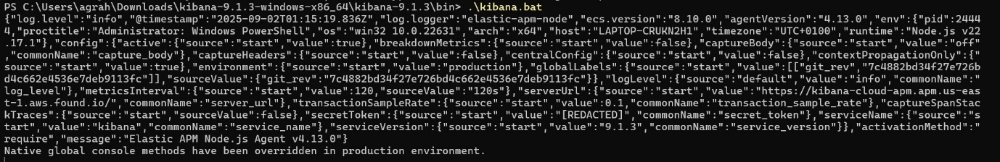 PS C:\Users\agrah\Downloads\kibana-9.1.3-windows-x86_64\kibana-9.1.3\bin> .\kibana.bat
{"log.level":"info","@timestamp":"2025-09-02T01:15:19.836Z","log.logger":"elastic-apm-node","ecs.version":"8.10.0","agentVersion":"4.13.0","env":{"pid":2444
4,"proctitle":"Administrator: Windows PowerShell","os":"win32 10.0.22631","arch":"x64","host":"LAPTOP-CRUKN2H1","timezone":"UTC+0100","runtime":"Node.js v22
.17.1"},"config":{"active":{"source":"start","value":true},"breakdownMetrics":{"source":"start","value":false},"captureBody":{"source":"start","value":"off"
,"commonName":"capture_body"},"captureHeaders":{"source":"start","value":false},"centralConfig":{"source":"start","value":false},"contextPropagationOnly":{"
source":"start","value":true},"environment":{"source":"start","value":"production"},"globalLabels":{"source":"start","value":[["git_rev","7c4882bd34f27e726b
d4c662e4536e7deb9113fc"]],"sourceValue":{"git_rev":"7c4882bd34f27e726bd4c662e4536e7deb9113fc"}},"logLevel":{"source":"default","value":"info","commonName":"
log_level"},"metricsInterval":{"source":"start","value":120,"sourceValue":"120s"},"serverUrl":{"source":"start","value":"https://kibana-cloud-apm.apm.us-eas
t-1.aws.found.io/","commonName":"server_url"},"transactionSampleRate":{"source":"start","value":0.1,"commonName":"transaction_sample_rate"},"captureSpanStac
kTraces":{"source":"start","sourceValue":false},"secretToken":{"source":"start","value":"[REDACTED]","commonName":"secret_token"},"serviceName":{"source":"s
tart","value":"kibana","commonName":"service_name"},"serviceVersion":{"source":"start","value":"9.1.3","commonName":"service_version"}},"activationMethod":"
require","message":"Elastic APM Node.js Agent v4.13.0"}
Native global console methods have been overridden in production environment.